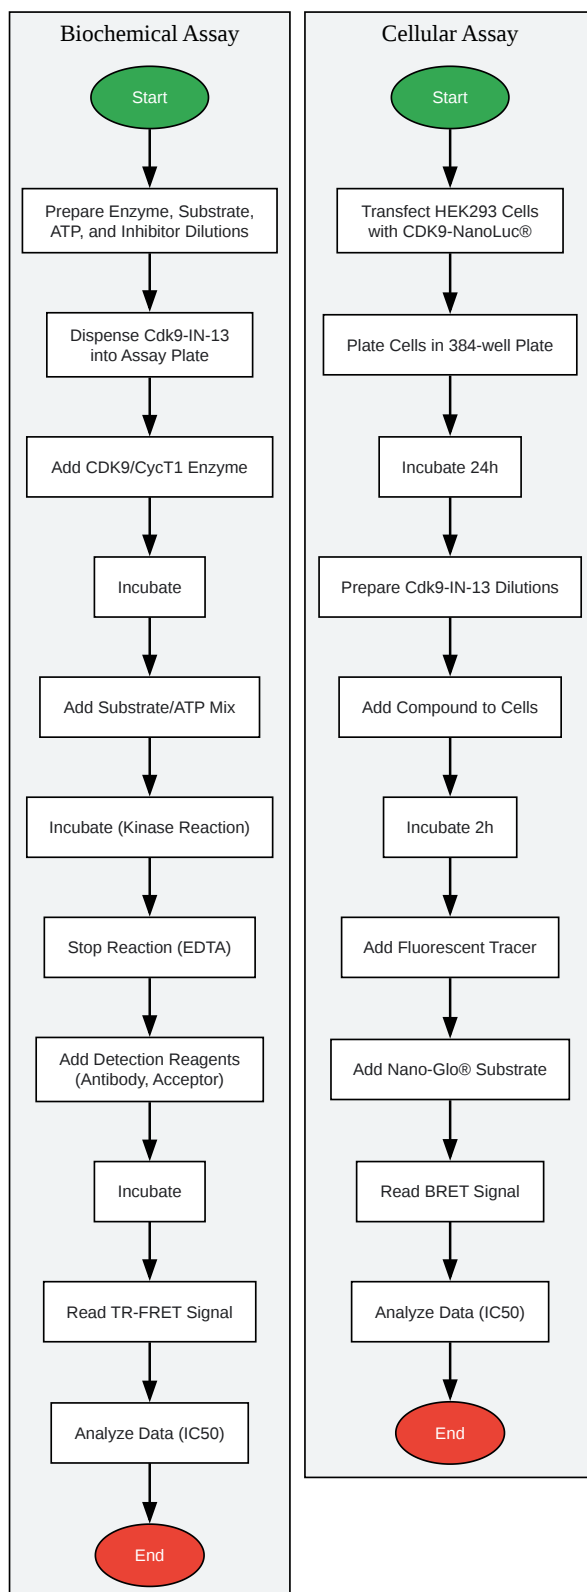 Biochemical Assay
Start
Prepare Enzyme, Substrate,
ATP, and Inhibitor Dilutions
Dispense Cdk9-IN-13
into Assay Plate
Add CDK9/CycT1 Enzyme
Incubate
Add Substrate/ATP Mix
Incubate (Kinase Reaction)
Stop Reaction (EDTA)
Add Detection Reagents
(Antibody, Acceptor)
Incubate
Read TR-FRET Signal
Analyze Data (IC50)
End
Cellular Assay
Start
Transfect HEK293 Cells
with CDK9-NanoLuc®
Plate Cells in 384-well Plate
Incubate 24h
Prepare Cdk9-IN-13 Dilutions
Add Compound to Cells
Incubate 2h
Add Fluorescent Tracer
Add Nano-Glo® Substrate
Read BRET Signal
Analyze Data (IC50)
End